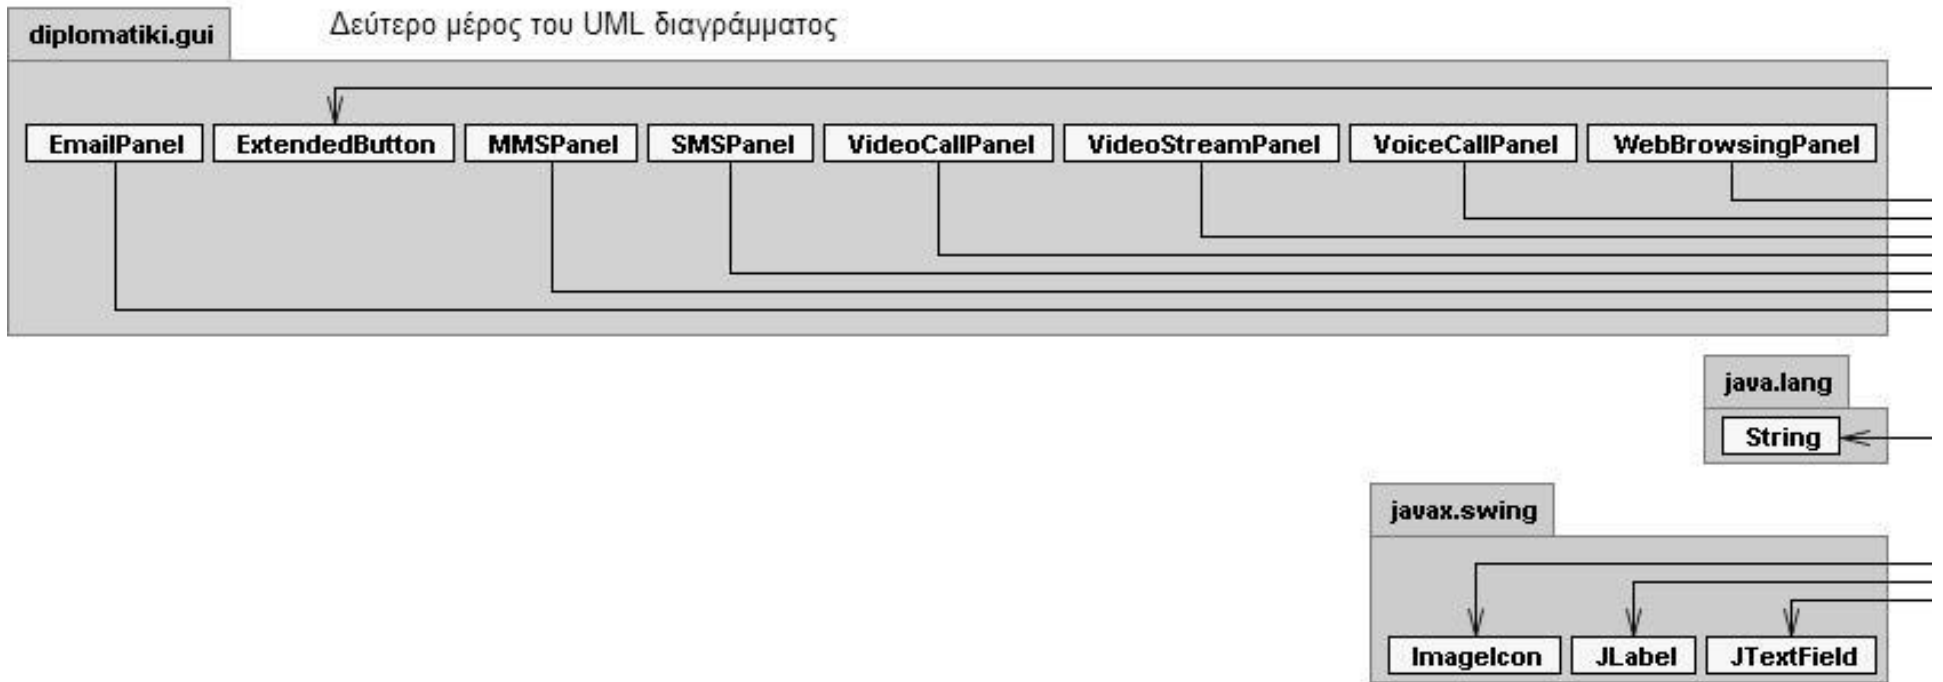 Δεύτερο μέρος του UML διαγράμματος
diplomatiki.gui
EmailPanel ExtendedButton MMSPanel SMSPanel VideoCallPanel VideoStreamPanel VoiceCallPanel WebBrowsingPanel
java.lang
String
javax.swing
ImageIcon JLabel JTextField